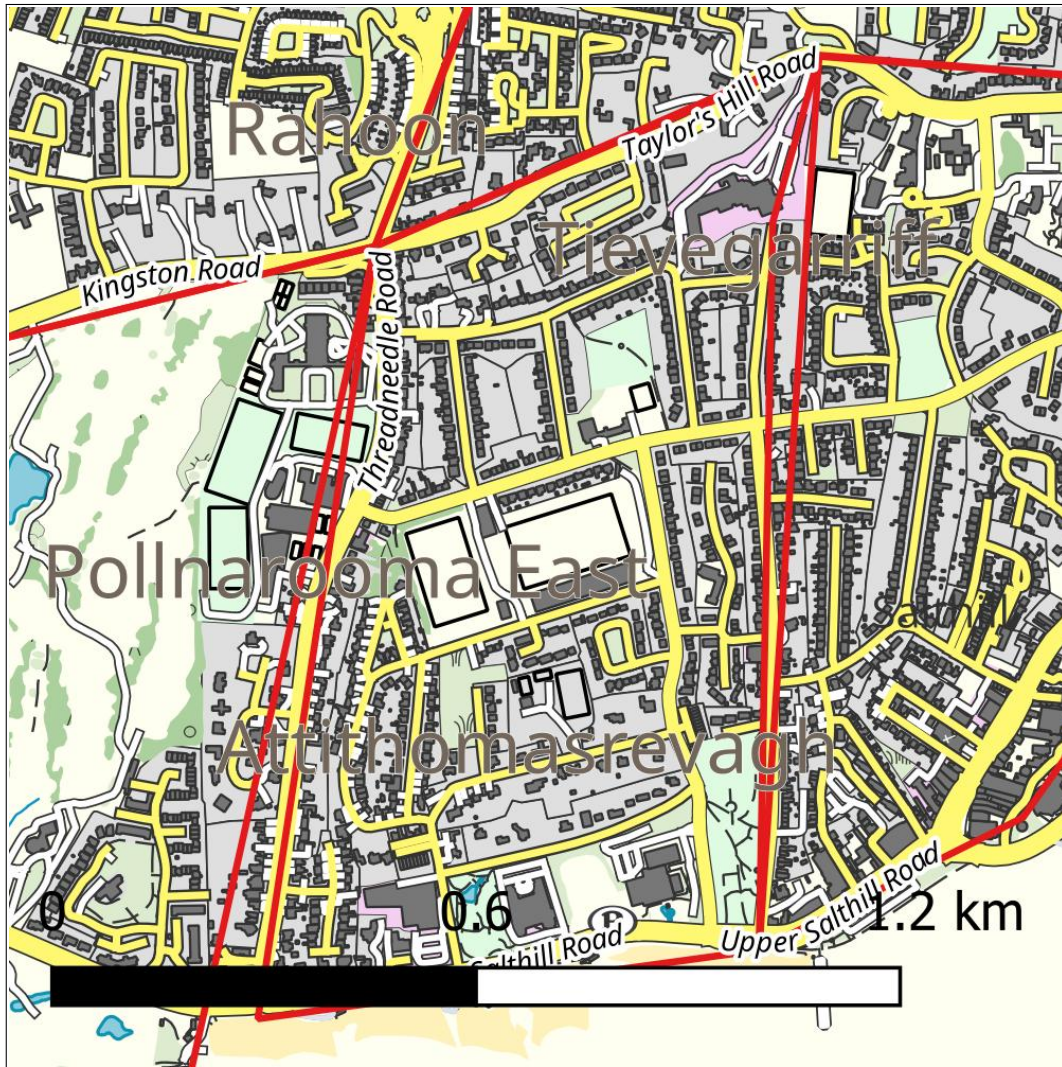 Taylor's Hill Road
Rahoon
Tievegarriff
Kingston Road
Threadneedle Road
Pollnarooma East
Salthill
Attithomasrevagh
0
0.6
1.2 km
Salthill Road
Upper Salthill Road